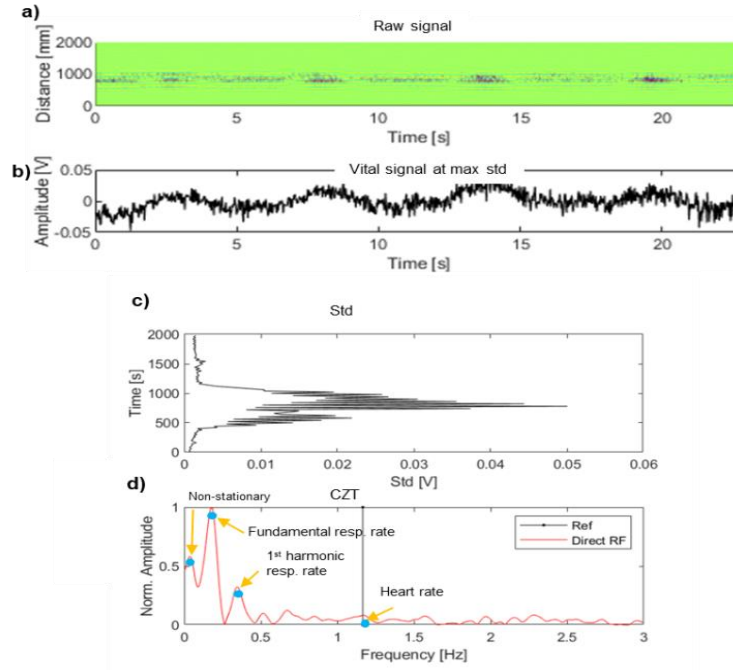 a)
Raw signal
Distance [mm]
2000
1000
0
0 5 10 15 20
Time [s]
b)
Vital signal at max std
Amplitude [V]
0.05
0
-0.05
0 5 10 15 20
Time [s]
c)
Std
Time [s]
2000
1500
1000
500
0
0 0.01 0.02 0.03 0.04 0.05 0.06
Std [V]
d)
Non-stationary
CZT
Norm. Amplitude
1
0.5
0
Fundamental resp. rate
1st harmonic
resp. rate
Heart rate
Ref
Direct RF
0 0.5 1 1.5 2 2.5 3
Frequency [Hz]